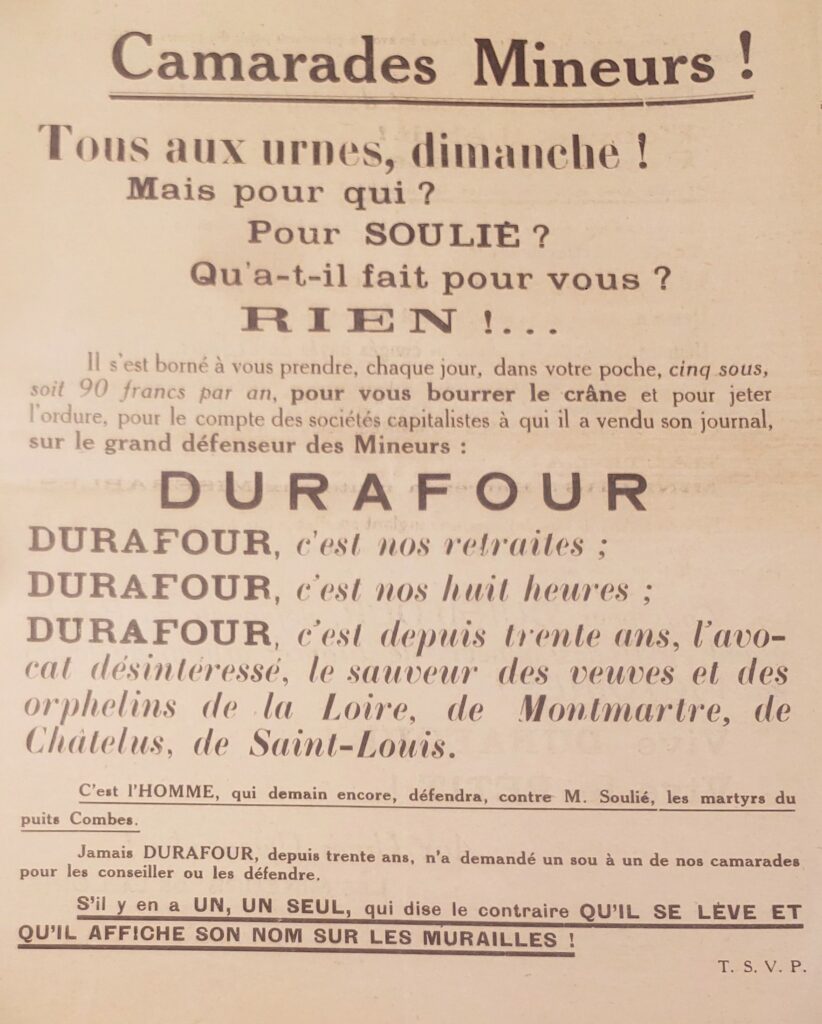 Camarades Mineurs !
Tous aux urnes, dimanche !
Mais pour qui ?
Pour SOULIÉ ?
Qu'a-t-il fait pour vous ?
RIEN !...
Il s'est borné à vous prendre, chaque jour, dans votre poche, cinq sous,
soit 90 francs par an, pour vous bourrer le crâne et pour jeter
l'ordure, pour le compte des sociétés capitalistes à qui il a vendu son journal,
sur le grand défenseur des Mineurs :
DURAFOUR
DURAFOUR, c'est nos retraites ;
DURAFOUR, c'est nos huit heures ;
DURAFOUR, c'est depuis trente ans, l'avo-
cat désintéressé, le sauveur des veuves et des
orphelins de la Loire, de Montmartre, de
Châtelus, de Saint-Louis.
C'est l'HOMME, qui demain encore, défendra, contre M. Soulié, les martyrs du
puits Combes.
Jamais DURAFOUR, depuis trente ans, n'a demandé un sou à un de nos camarades
pour les conseiller ou les défendre.
S'il y en a UN, UN SEUL, qui dise le contraire QU'IL SE LÈVE ET
QU'IL AFFICHE SON NOM SUR LES MURAILLES !
T. S. V. P.